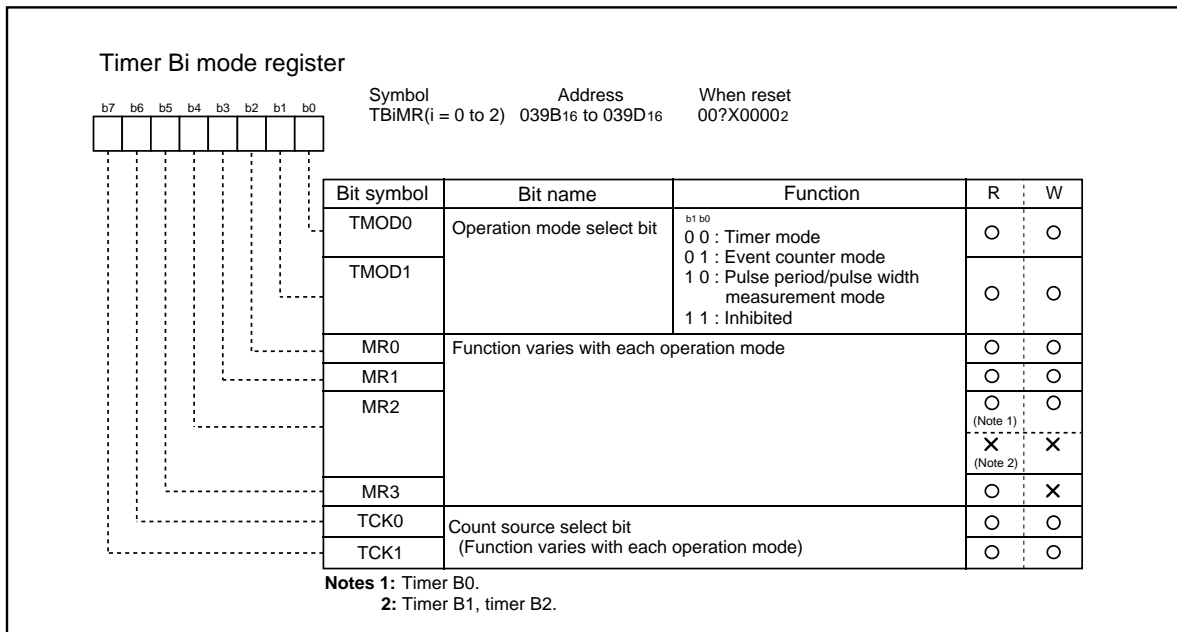 Timer Bi mode register
Symbol Address When reset
TBiMR(i = 0 to 2) 039B16 to 039D16 00?X00002
b7 b6 b5 b4 b3 b2 b1 b0
Bit symbol Bit name Function R W
TMOD0 Operation mode select bit b1 b0
0 0 : Timer mode
0 1 : Event counter mode
TMOD1 1 0 : Pulse period/pulse width
measurement mode
1 1 : Inhibited
MR0 Function varies with each operation mode
MR1
MR2
(Note 1)
(Note 2)
MR3
TCK0 Count source select bit
TCK1 (Function varies with each operation mode)
Notes 1: Timer B0.
2: Timer B1, timer B2.